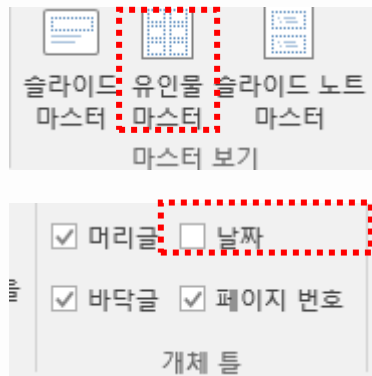 슬라이드 유인물 슬라이드 노트
마스터 마스터 마스터
마스터 보기
머리글 날짜
바닥글 페이지 번호
개체 틀